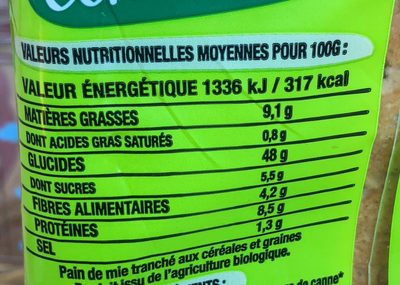 VALEURS NUTRITIONNELLES MOYENNES POUR 100G :
VALEUR ÉNERGÉTIQUE 1336 kJ / 317 kcal
MATIÈRES GRASSES 9,1 g
DONT ACIDES GRAS SATURÉS 0,8 g
GLUCIDES 48 g
DONT SUCRES 5,5 g
FIBRES ALIMENTAIRES 4,2 g
PROTÉINES 8,5 g
SEL 1,3 g
Pain de mie tranché aux céréales et graines
Produit issu de l'agriculture biologique.
de canne*